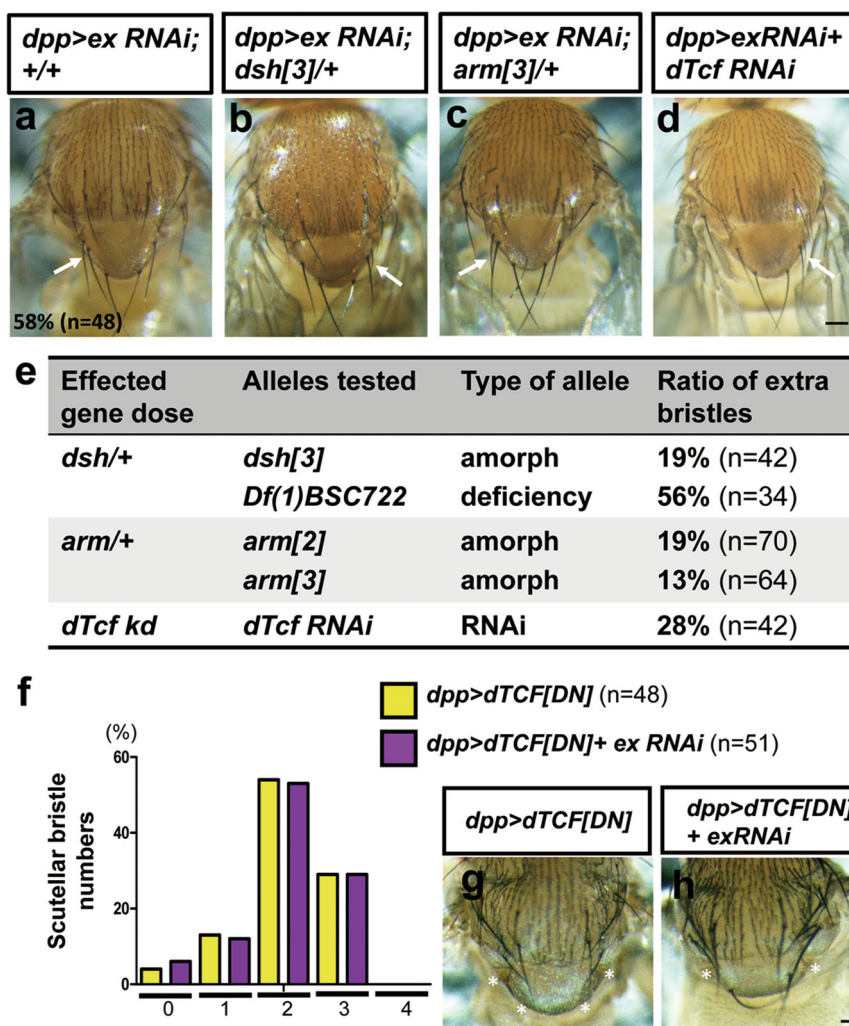 dpp>ex RNAi;
+/+
dpp>ex RNAi;
dsh[3]/+
dpp>ex RNAi;
arm[3]/+
dpp>exRNAi+
dTcf RNAi
a
b
c
d
58% (n=48)
e
Effected gene dose
Alleles tested
Type of allele
Ratio of extra bristles
dsh/+
dsh[3]
amorph
19% (n=42)
Df(1)BSC722
deficiency
56% (n=34)
arm/+
arm[2]
amorph
19% (n=70)
arm[3]
amorph
13% (n=64)
dTcf kd
dTcf RNAi
RNAi
28% (n=42)
f
dpp>dTCF[DN] (n=48)
dpp>dTCF[DN]+ ex RNAi (n=51)
(%)
60
40
20
0
Scutellar bristle
numbers
0
1
2
3
4
dpp>dTCF[DN]
dpp>dTCF[DN]
+ exRNAi
g
h
*
*
*
*
*
*